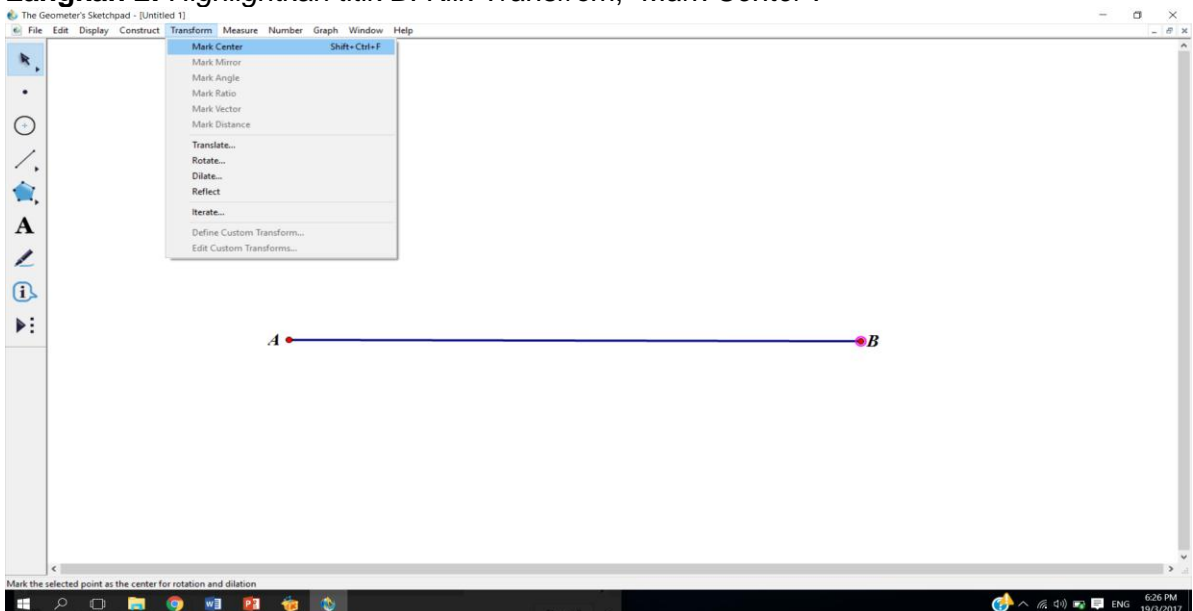 Langkah 2: Highlightkan titik B. Klik Transfrom, "Mark Center".
The Geometer's Sketchpad - [Untitled 1]
File Edit Display Construct Transform Measure Number Graph Window Help
Mark Center Shift+Ctrl+F
Mark Mirror
Mark Angle
Mark Ratio
Mark Vector
Mark Distance
Translate...
Rotate...
Dilate...
Reflect
Iterate...
Define Custom Transform...
Edit Custom Transforms...
A
A B
Mark the selected point as the center for rotation and dilation
ENG
6:26 PM
19/3/2017